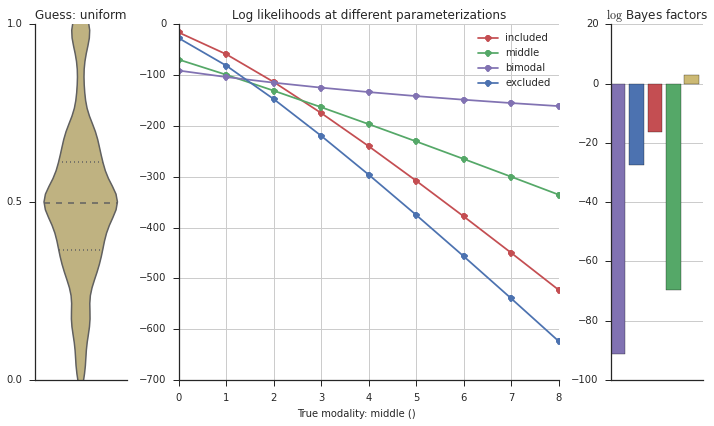 Guess: uniform
1.0
0.5
0.0
Log likelihoods at different parameterizations
0
−100
−200
−300
−400
−500
−600
−700
included
middle
bimodal
excluded
0 1 2 3 4 5 6 7 8
True modality: middle ()
log Bayes factors
20
0
−20
−40
−60
−80
−100